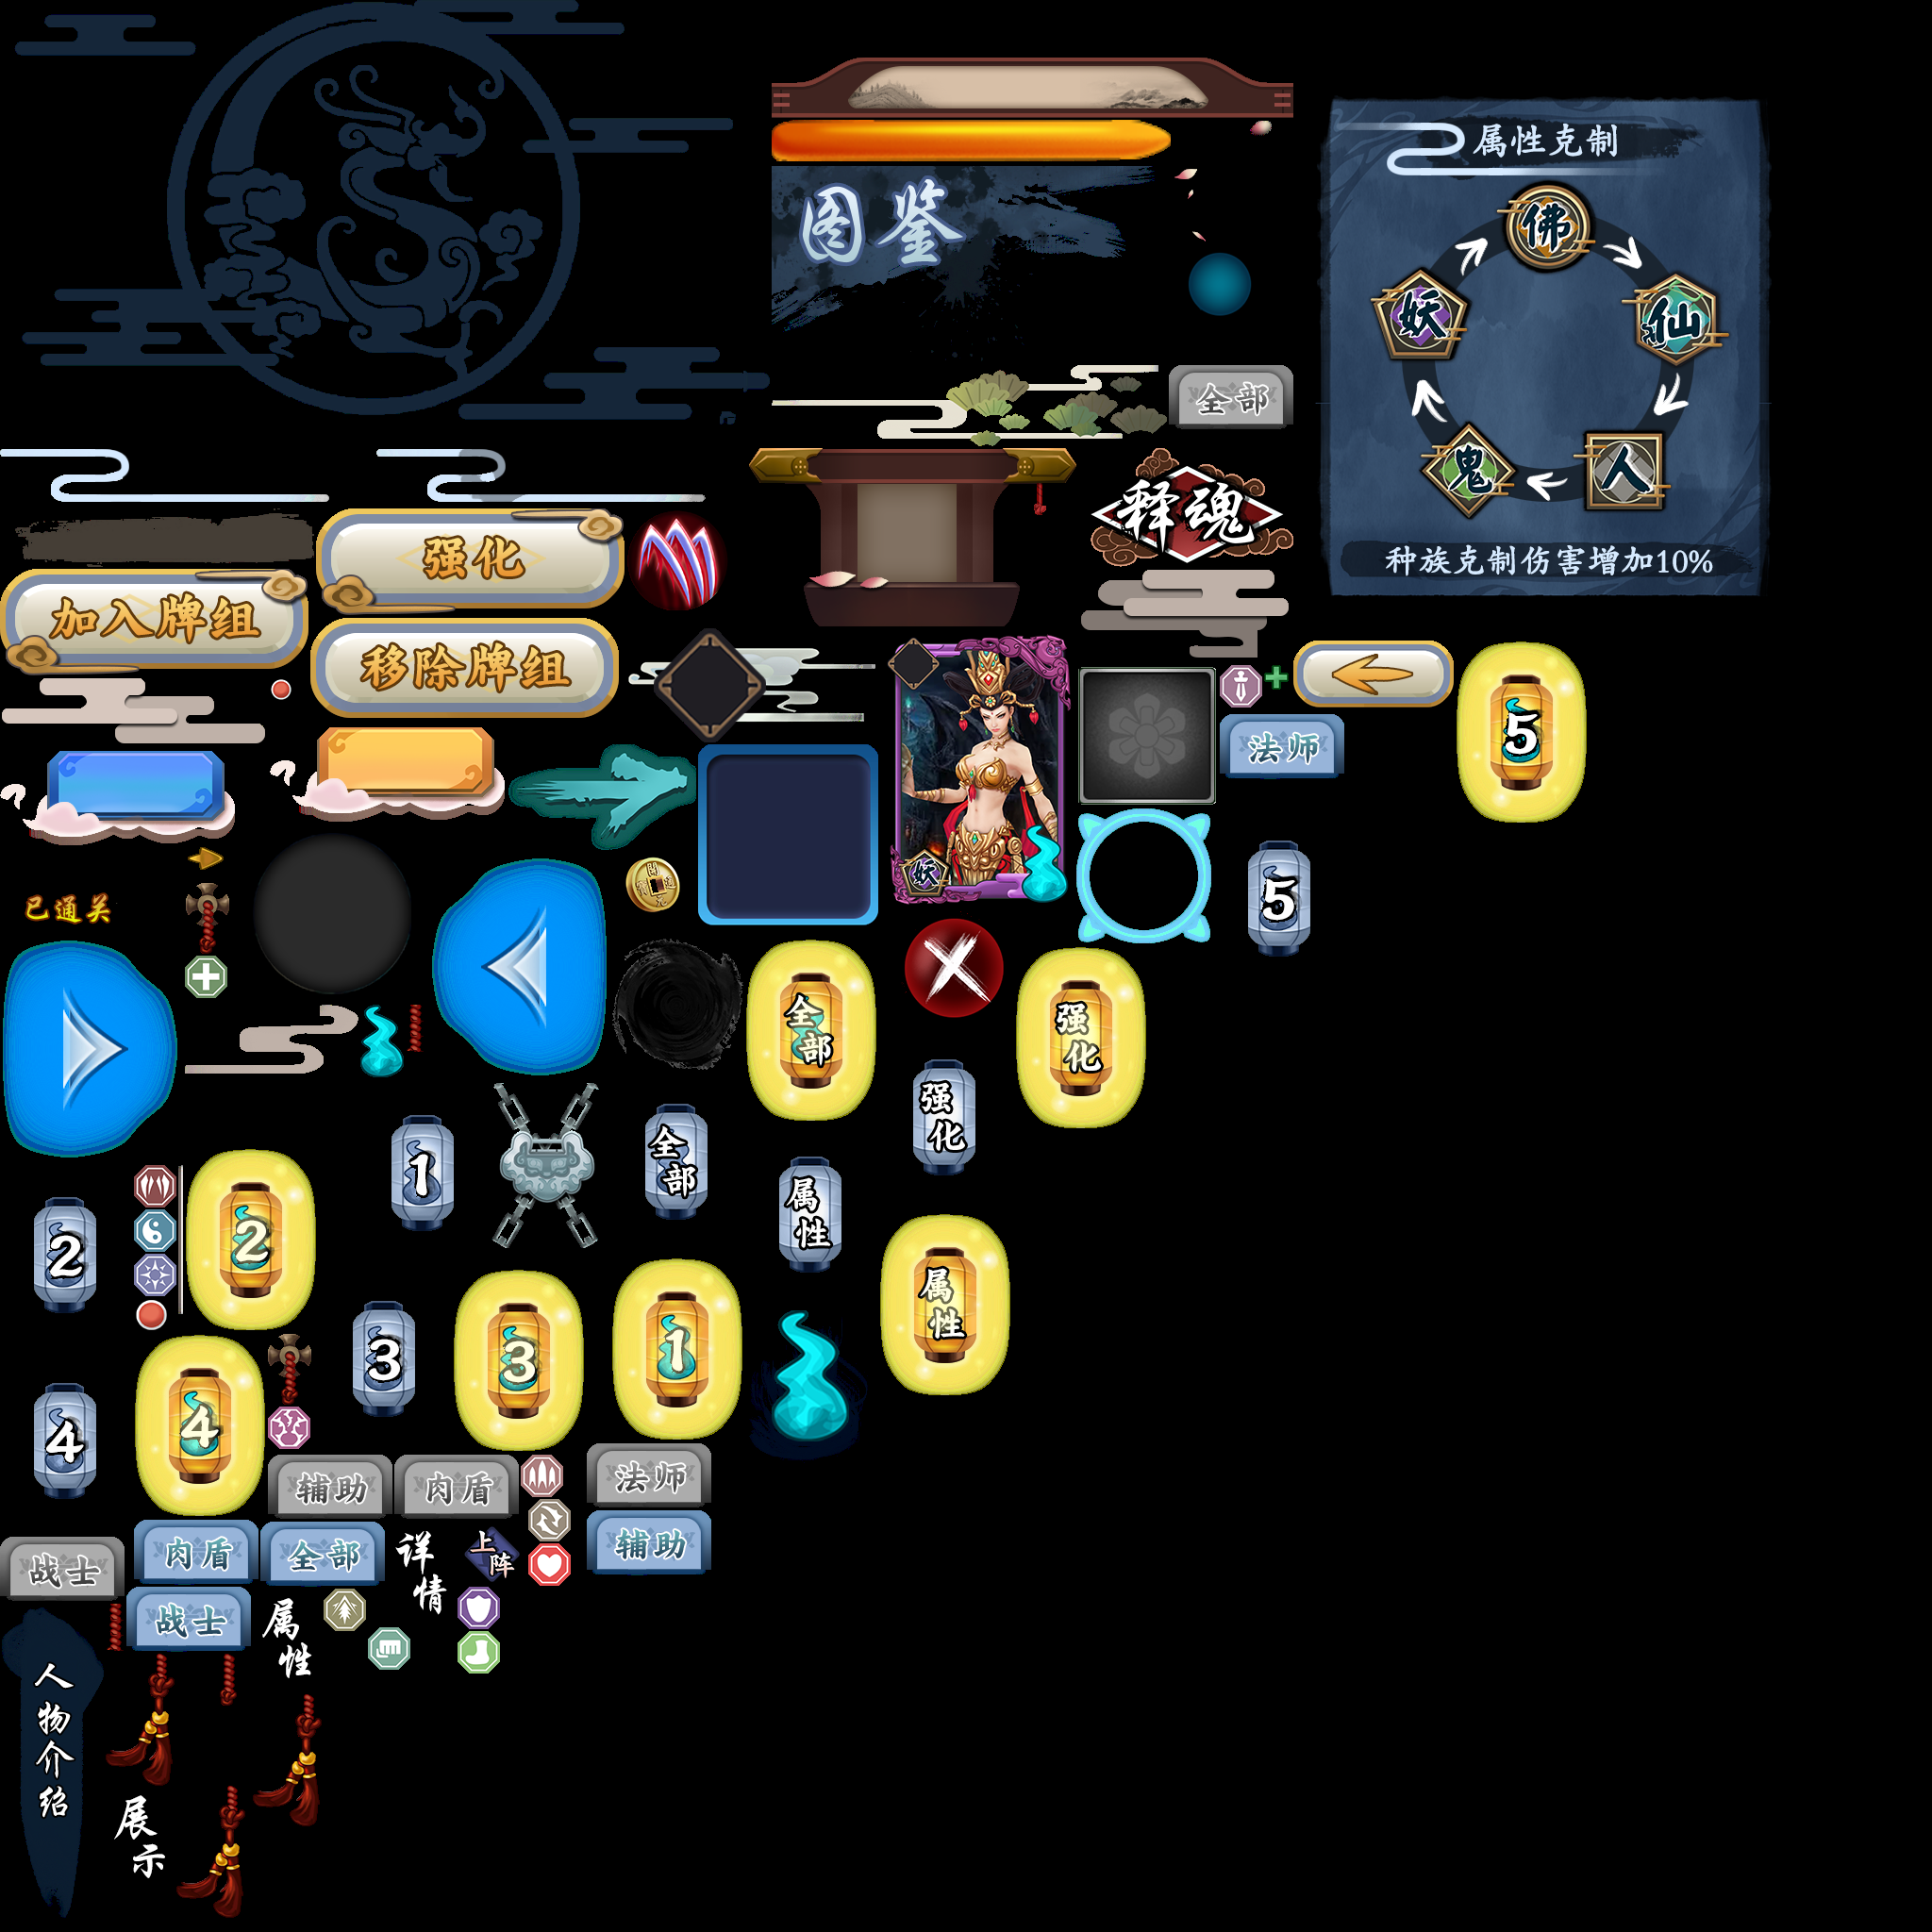 图鉴
属性克制
佛
妖
仙
鬼
人
种族克制伤害增加10%
全部
释魂
强化
加入牌组
移除牌组
法师
5
妖
5
已通关
全部
强化
强化
1
全部
属性
2
2
属性
3
3
1
4
4
辅助
肉盾
法师
战士
肉盾
全部
详情
上阵
辅助
战士
属性
人物介绍
展示